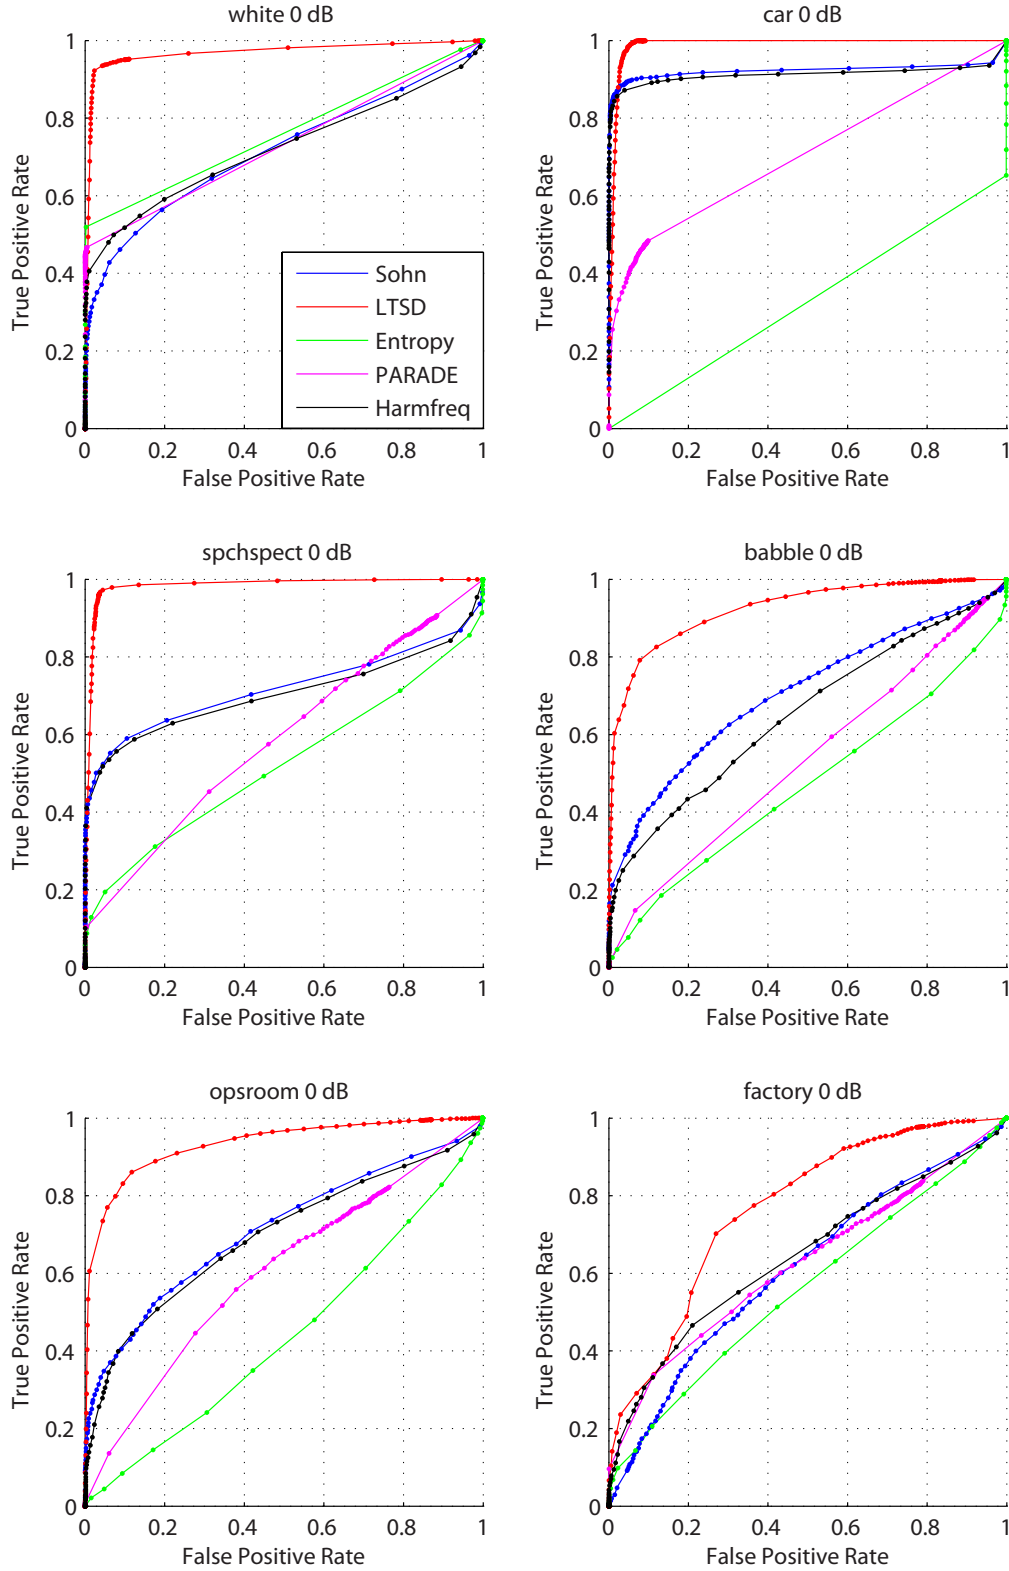 white 0 dB
True Positive Rate
1
0.8
0.6
0.4
0.2
0
Sohn
LTSD
Entropy
PARADE
Harmfreq
0 0.2 0.4 0.6 0.8 1
False Positive Rate
car 0 dB
True Positive Rate
1
0.8
0.6
0.4
0.2
0
0 0.2 0.4 0.6 0.8 1
False Positive Rate
spchspect 0 dB
True Positive Rate
1
0.8
0.6
0.4
0.2
0
0 0.2 0.4 0.6 0.8 1
False Positive Rate
babble 0 dB
True Positive Rate
1
0.8
0.6
0.4
0.2
0
0 0.2 0.4 0.6 0.8 1
False Positive Rate
opsroom 0 dB
True Positive Rate
1
0.8
0.6
0.4
0.2
0
0 0.2 0.4 0.6 0.8 1
False Positive Rate
factory 0 dB
True Positive Rate
1
0.8
0.6
0.4
0.2
0
0 0.2 0.4 0.6 0.8 1
False Positive Rate